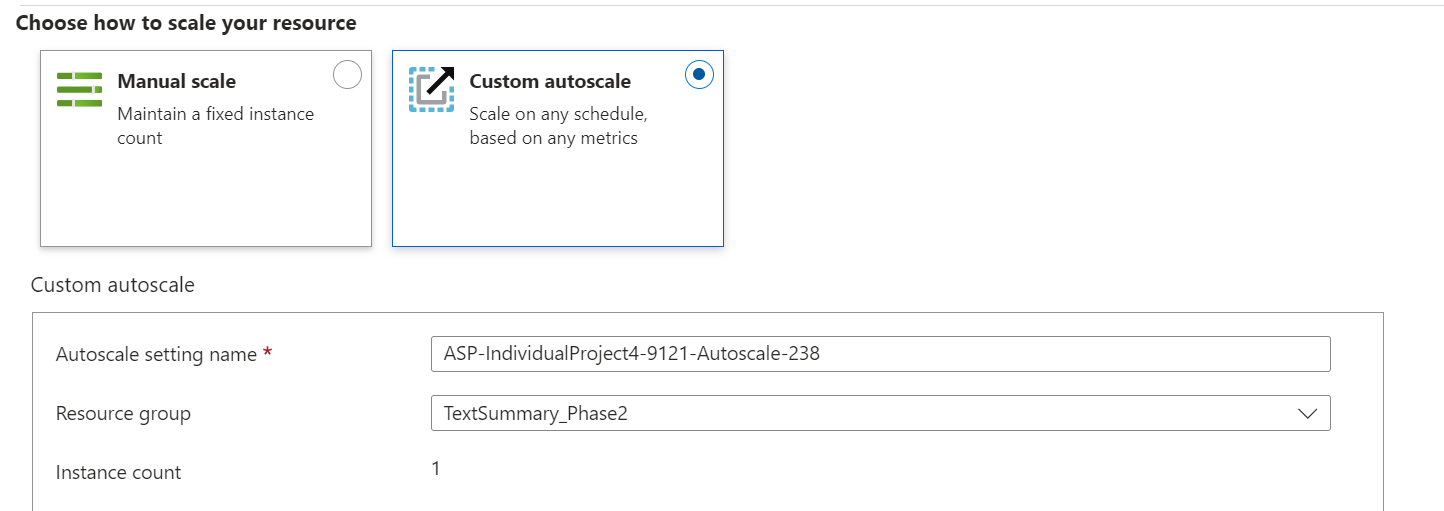 Choose how to scale your resource
Manual scale
Maintain a fixed instance
count
Custom autoscale
Scale on any schedule,
based on any metrics
Custom autoscale
Autoscale setting name *
ASP-IndividualProject4-9121-Autoscale-238
Resource group
TextSummary_Phase2
Instance count
1